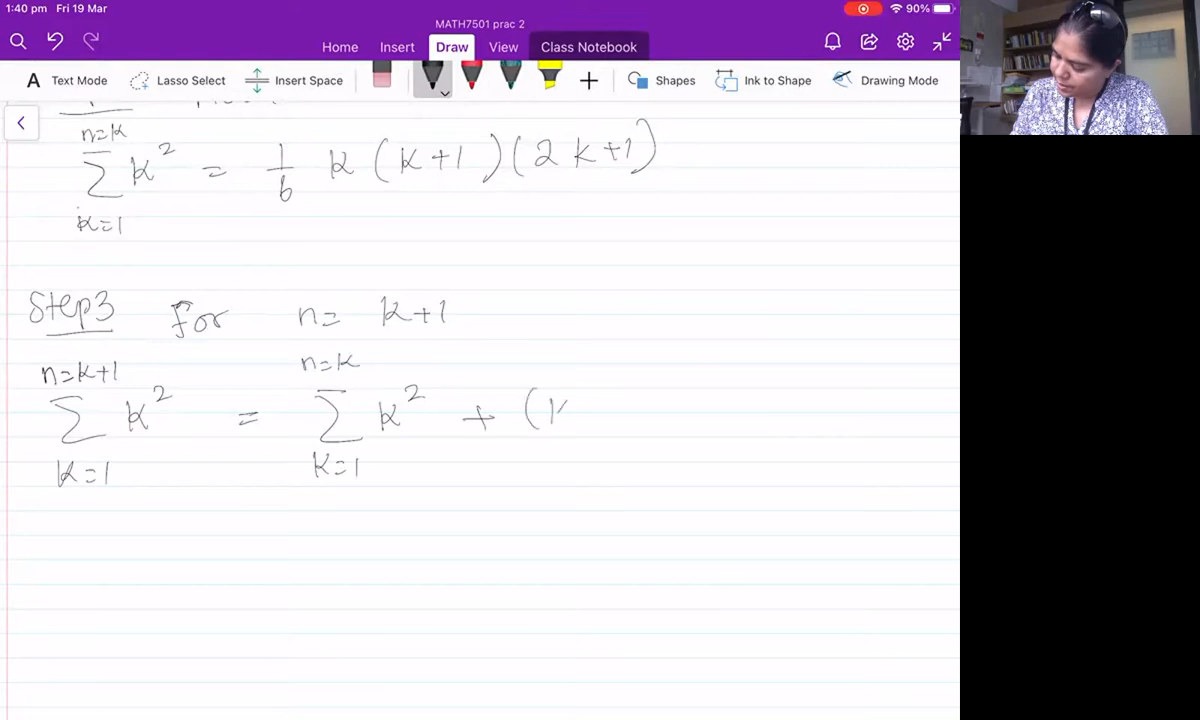 1:40 pm Fri 19 Mar
90%
MATH7501 prac 2
Home Insert Draw View Class Notebook
A Text Mode Lasso Select Insert Space Shapes Ink to Shape Drawing Mode
n=k
∑ k² = 1/6 k (k+1)(2k+1)
k=1
Step3 For n= k+1
n=k+1 n=k
∑ k² = ∑ k² + (k
k=1 k=1